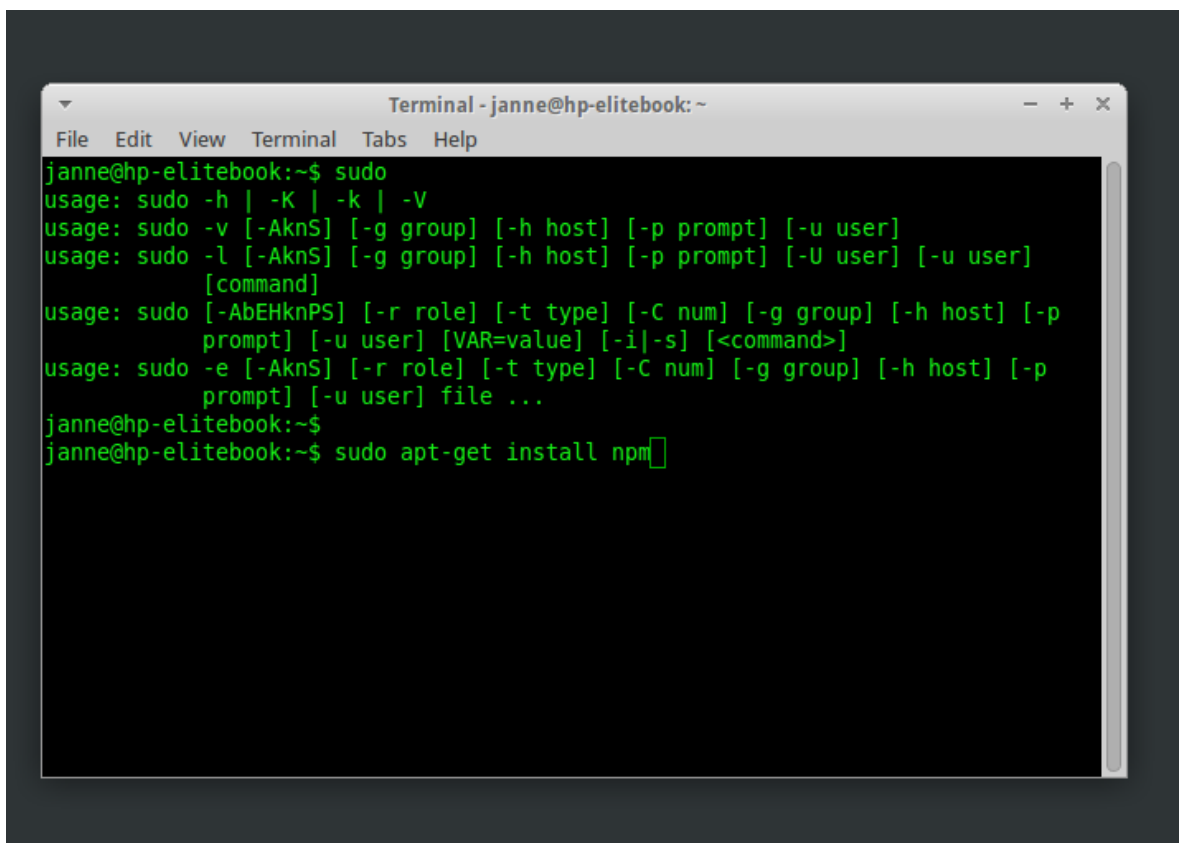 Terminal - janne@hp-elitebook: ~
File Edit View Terminal Tabs Help
janne@hp-elitebook:~$ sudo
usage: sudo -h | -K | -k | -V
usage: sudo -v [-AknS] [-g group] [-h host] [-p prompt] [-u user]
usage: sudo -l [-AknS] [-g group] [-h host] [-p prompt] [-U user] [-u user]
[command]
usage: sudo [-AbEHknPS] [-r role] [-t type] [-C num] [-g group] [-h host] [-p
prompt] [-u user] [VAR=value] [-i|-s] [<command>]
usage: sudo -e [-AknS] [-r role] [-t type] [-C num] [-g group] [-h host] [-p
prompt] [-u user] file ...
janne@hp-elitebook:~$
janne@hp-elitebook:~$ sudo apt-get install npm